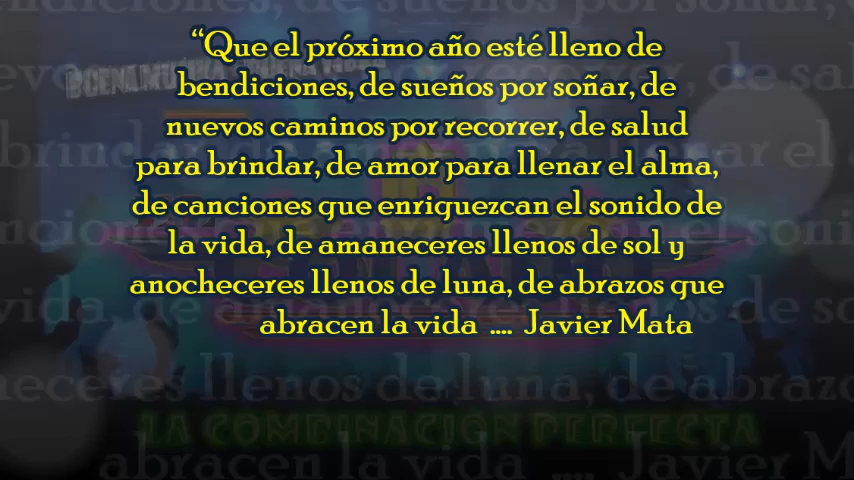 “Que el próximo año esté lleno de
bendiciones, de sueños por soñar, de
nuevos caminos por recorrer, de salud
para brindar, de amor para llenar el alma,
de canciones que enriquezcan el sonido de
la vida, de amaneceres llenos de sol y
anocheceres llenos de luna, de abrazos que
abracen la vida .... Javier Mata
LA COMBINACION PERFECTA